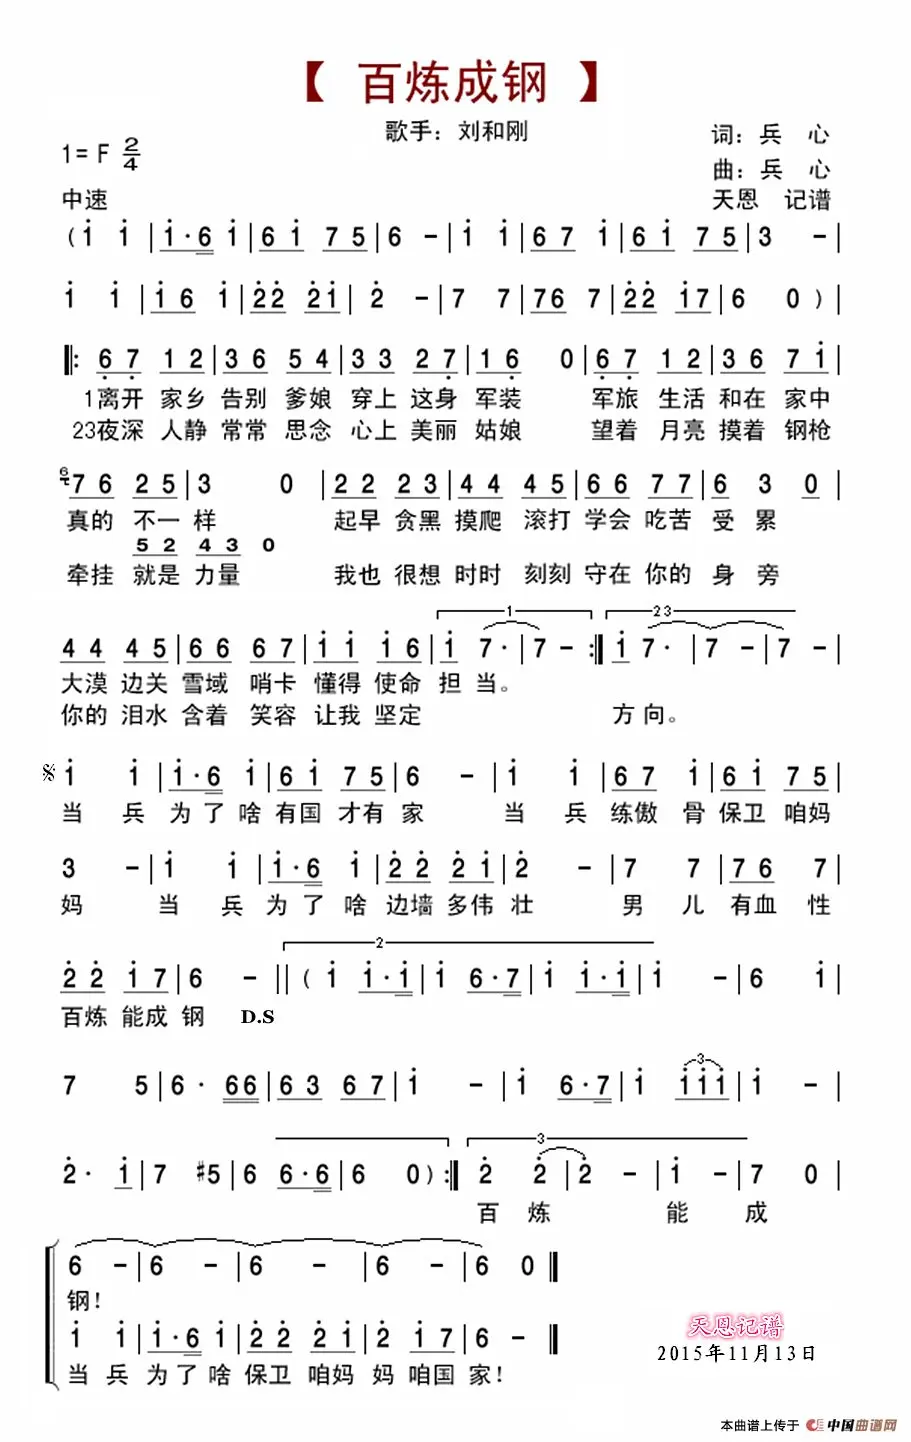 【 百炼成钢 】
歌手：刘和刚
词：兵 心
1= F 2/4
曲：兵 心
中速
天恩 记谱
( i i | i·6 i | 6 i 7 5 | 6 - | i i | 6 7 i | 6 i 7 5 | 3 - |
i i | i 6 i | 2 2 2 i | 2 - | 7 7 | 7 6 7 | 2 2 i 7 | 6 0 ) |
‖: 6 7 1 2 | 3 6 5 4 | 3 3 2 7 | 1 6 0 | 6 7 1 2 | 3 6 7 i |
1离开 家乡 告别 爹娘 穿上 这身 军装 军旅 生活 和在 家中
23夜深 人静 常常 思念 心上 美丽 姑娘 望着 月亮 摸着 钢枪
6 7 6 2 5 | 3 0 | 2 2 2 3 | 4 4 4 5 | 6 6 7 7 | 6 3 0 |
真的 不一 样 起早 贪黑 摸爬 滚打 学会 吃苦 受 累
5 2 4 3 0
牵挂 就是 力量 我也 很想 时时 刻刻 守在 你的 身 旁
1 23
4 4 4 5 | 6 6 6 7 | i i i 6 | i 7· | 7 - :‖ i 7· | 7 - | 7 - |
大漠 边关 雪域 哨卡 懂得 使命 担 当。
你的 泪水 含着 笑容 让我 坚定 方 向。
𝄋 i i | i·6 i | 6 i 7 5 | 6 - | i i | 6 7 i | 6 i 7 5 |
当 兵 为了啥 有国 才有 家 当 兵 练傲 骨 保卫 咱妈
3 - | i i | i·6 i | 2 2 2 i | 2 - | 7 7 | 7 6 7 |
妈 当 兵 为了 啥 边墙 多伟 壮 男 儿 有血 性
2
2 2 i 7 | 6 - ‖ ( i i·i | i 6·7 | i i·i | i - | 6 i |
百炼 能成 钢 D.S
3
7 5 | 6· 6 6 | 6 3 6 7 | i - | i 6·7 | i i i i | i - |
3
2· i | 7 #5 | 6 6·6 | 6 0 ) :‖ 2 2 | 2 - | i - | 7 0 |
百 炼 能 成
6 - | 6 - | 6 - | 6 - | 6 0 ‖
钢！
i i | i·6 i | 2 2 2 i | 2 i 7 | 6 - ‖
当 兵 为了啥 保卫 咱妈 妈 咱国 家！
天恩记谱
2015年11月13日
本曲谱上传于 中国曲谱网